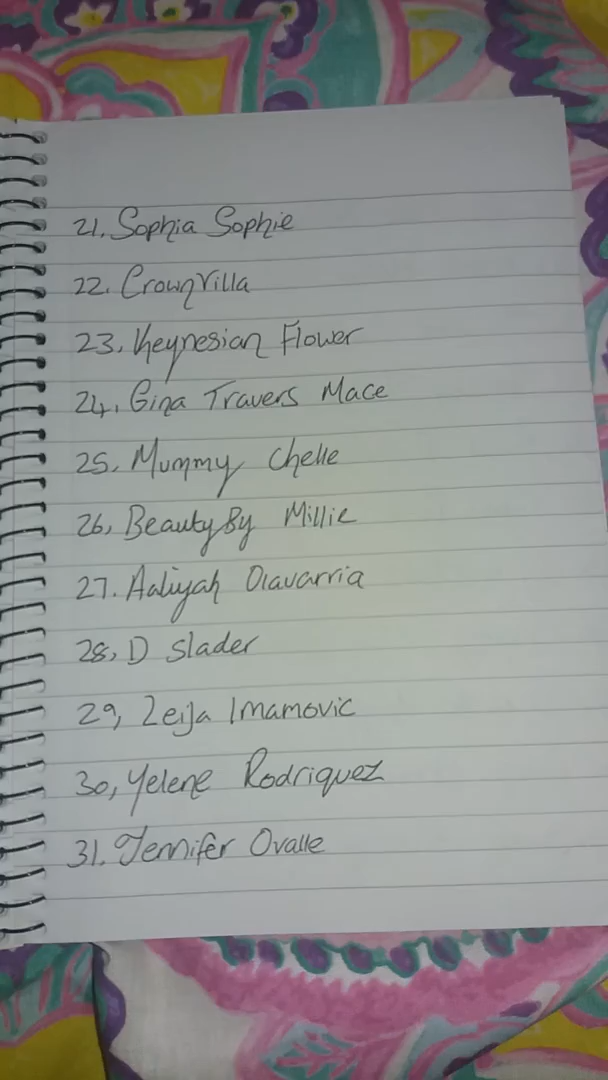 21. Sophia Sophie
22. CrownVilla
23. Keynesian Flower
24. Gina Travers Mace
25. Mummy Chelle
26. Beauty By Millie
27. Aaliyah Olavarria
28. D Slader
29, Zeija Imamovic
30, Yelene Rodriquez
31. Jennifer Ovalle